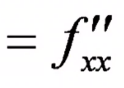 = f''xx